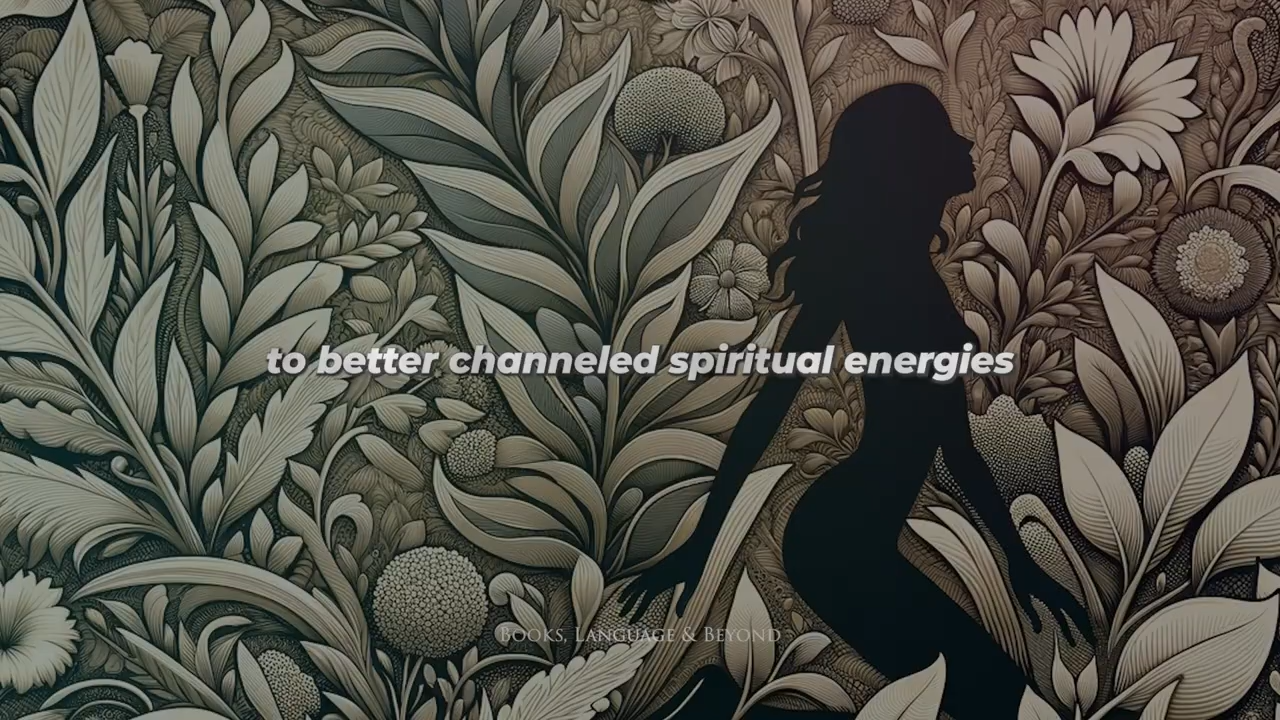 to better channeled spiritual energies
Books, Language & Beyond